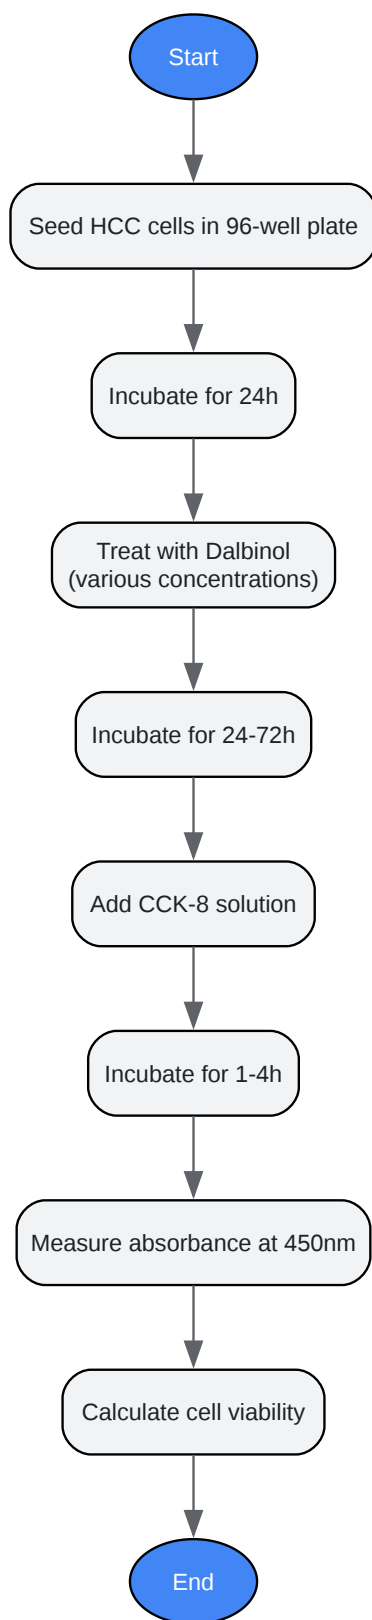 Start
Seed HCC cells in 96-well plate
Incubate for 24h
Treat with Dalbinol
(various concentrations)
Incubate for 24-72h
Add CCK-8 solution
Incubate for 1-4h
Measure absorbance at 450nm
Calculate cell viability
End